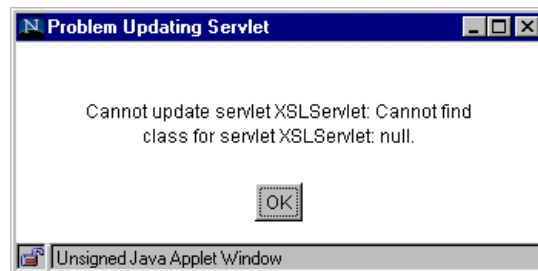 Problem Updating Servlet
Cannot update servlet XSLServlet: Cannot find
class for servlet XSLServlet: null.
OK
Unsigned Java Applet Window